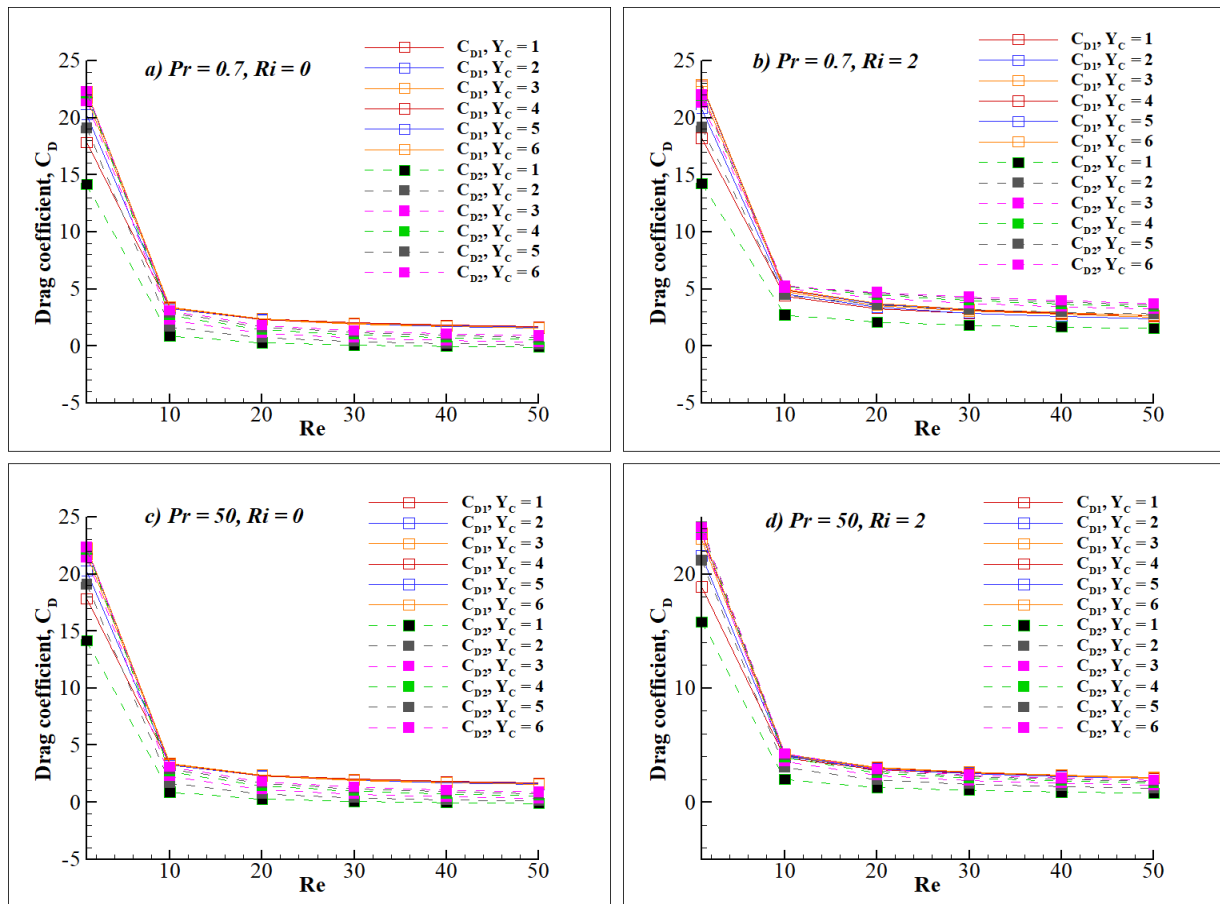 a) Pr = 0.7, Ri = 0
C_D1, Y_C = 1
C_D1, Y_C = 2
C_D1, Y_C = 3
C_D1, Y_C = 4
C_D1, Y_C = 5
C_D1, Y_C = 6
C_D2, Y_C = 1
C_D2, Y_C = 2
C_D2, Y_C = 3
C_D2, Y_C = 4
C_D2, Y_C = 5
C_D2, Y_C = 6
Drag coefficient, C_D
25
20
15
10
5
0
-5
10 20 30 40 50
Re
b) Pr = 0.7, Ri = 2
C_D1, Y_C = 1
C_D1, Y_C = 2
C_D1, Y_C = 3
C_D1, Y_C = 4
C_D1, Y_C = 5
C_D1, Y_C = 6
C_D2, Y_C = 1
C_D2, Y_C = 2
C_D2, Y_C = 3
C_D2, Y_C = 4
C_D2, Y_C = 5
C_D2, Y_C = 6
Drag coefficient, C_D
25
20
15
10
5
0
-5
10 20 30 40 50
Re
c) Pr = 50, Ri = 0
C_D1, Y_C = 1
C_D1, Y_C = 2
C_D1, Y_C = 3
C_D1, Y_C = 4
C_D1, Y_C = 5
C_D1, Y_C = 6
C_D2, Y_C = 1
C_D2, Y_C = 2
C_D2, Y_C = 3
C_D2, Y_C = 4
C_D2, Y_C = 5
C_D2, Y_C = 6
Drag coefficient, C_D
25
20
15
10
5
0
-5
10 20 30 40 50
Re
d) Pr = 50, Ri = 2
C_D1, Y_C = 1
C_D1, Y_C = 2
C_D1, Y_C = 3
C_D1, Y_C = 4
C_D1, Y_C = 5
C_D1, Y_C = 6
C_D2, Y_C = 1
C_D2, Y_C = 2
C_D2, Y_C = 3
C_D2, Y_C = 4
C_D2, Y_C = 5
C_D2, Y_C = 6
Drag coefficient, C_D
20
15
10
5
0
10 20 30 40 50
Re